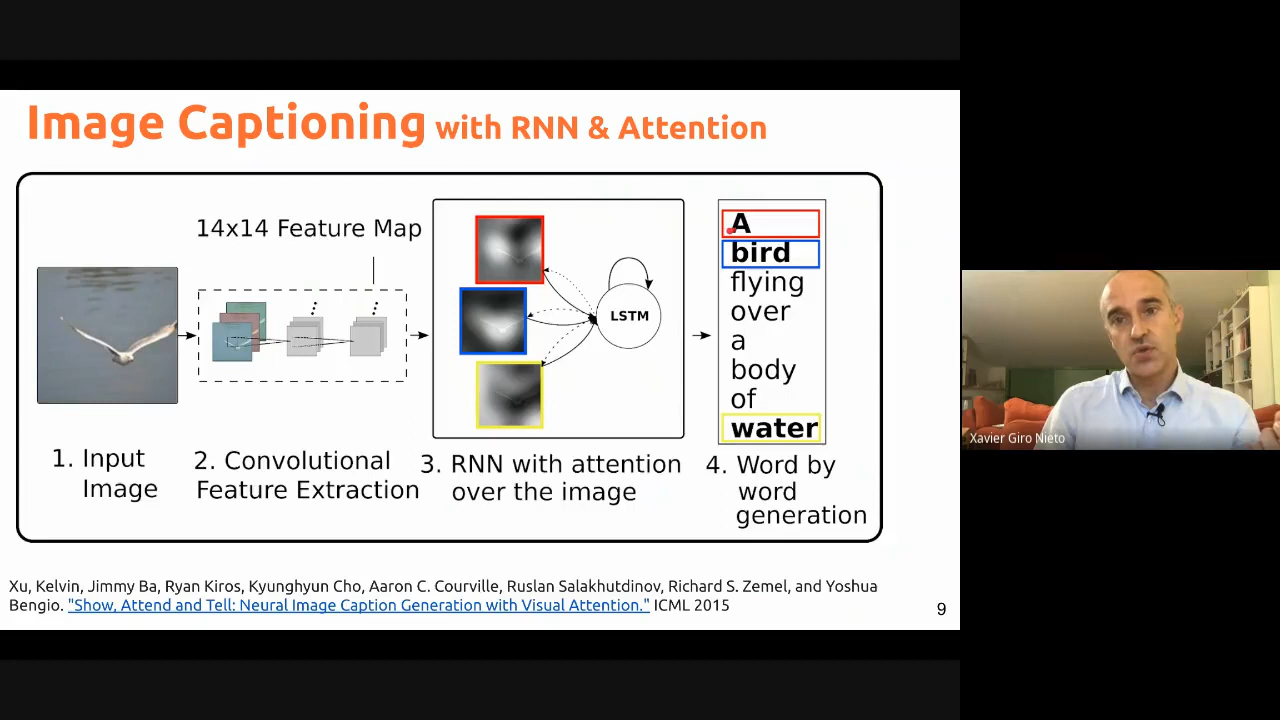 Image Captioning with RNN & Attention
14x14 Feature Map
LSTM
A
bird
flying
over
a
body
of
water
1. Input
Image
2. Convolutional
Feature Extraction
3. RNN with attention
over the image
4. Word by
word
generation
Xu, Kelvin, Jimmy Ba, Ryan Kiros, Kyunghyun Cho, Aaron C. Courville, Ruslan Salakhutdinov, Richard S. Zemel, and Yoshua
Bengio. "Show, Attend and Tell: Neural Image Caption Generation with Visual Attention." ICML 2015
9
Xavier Giro Nieto